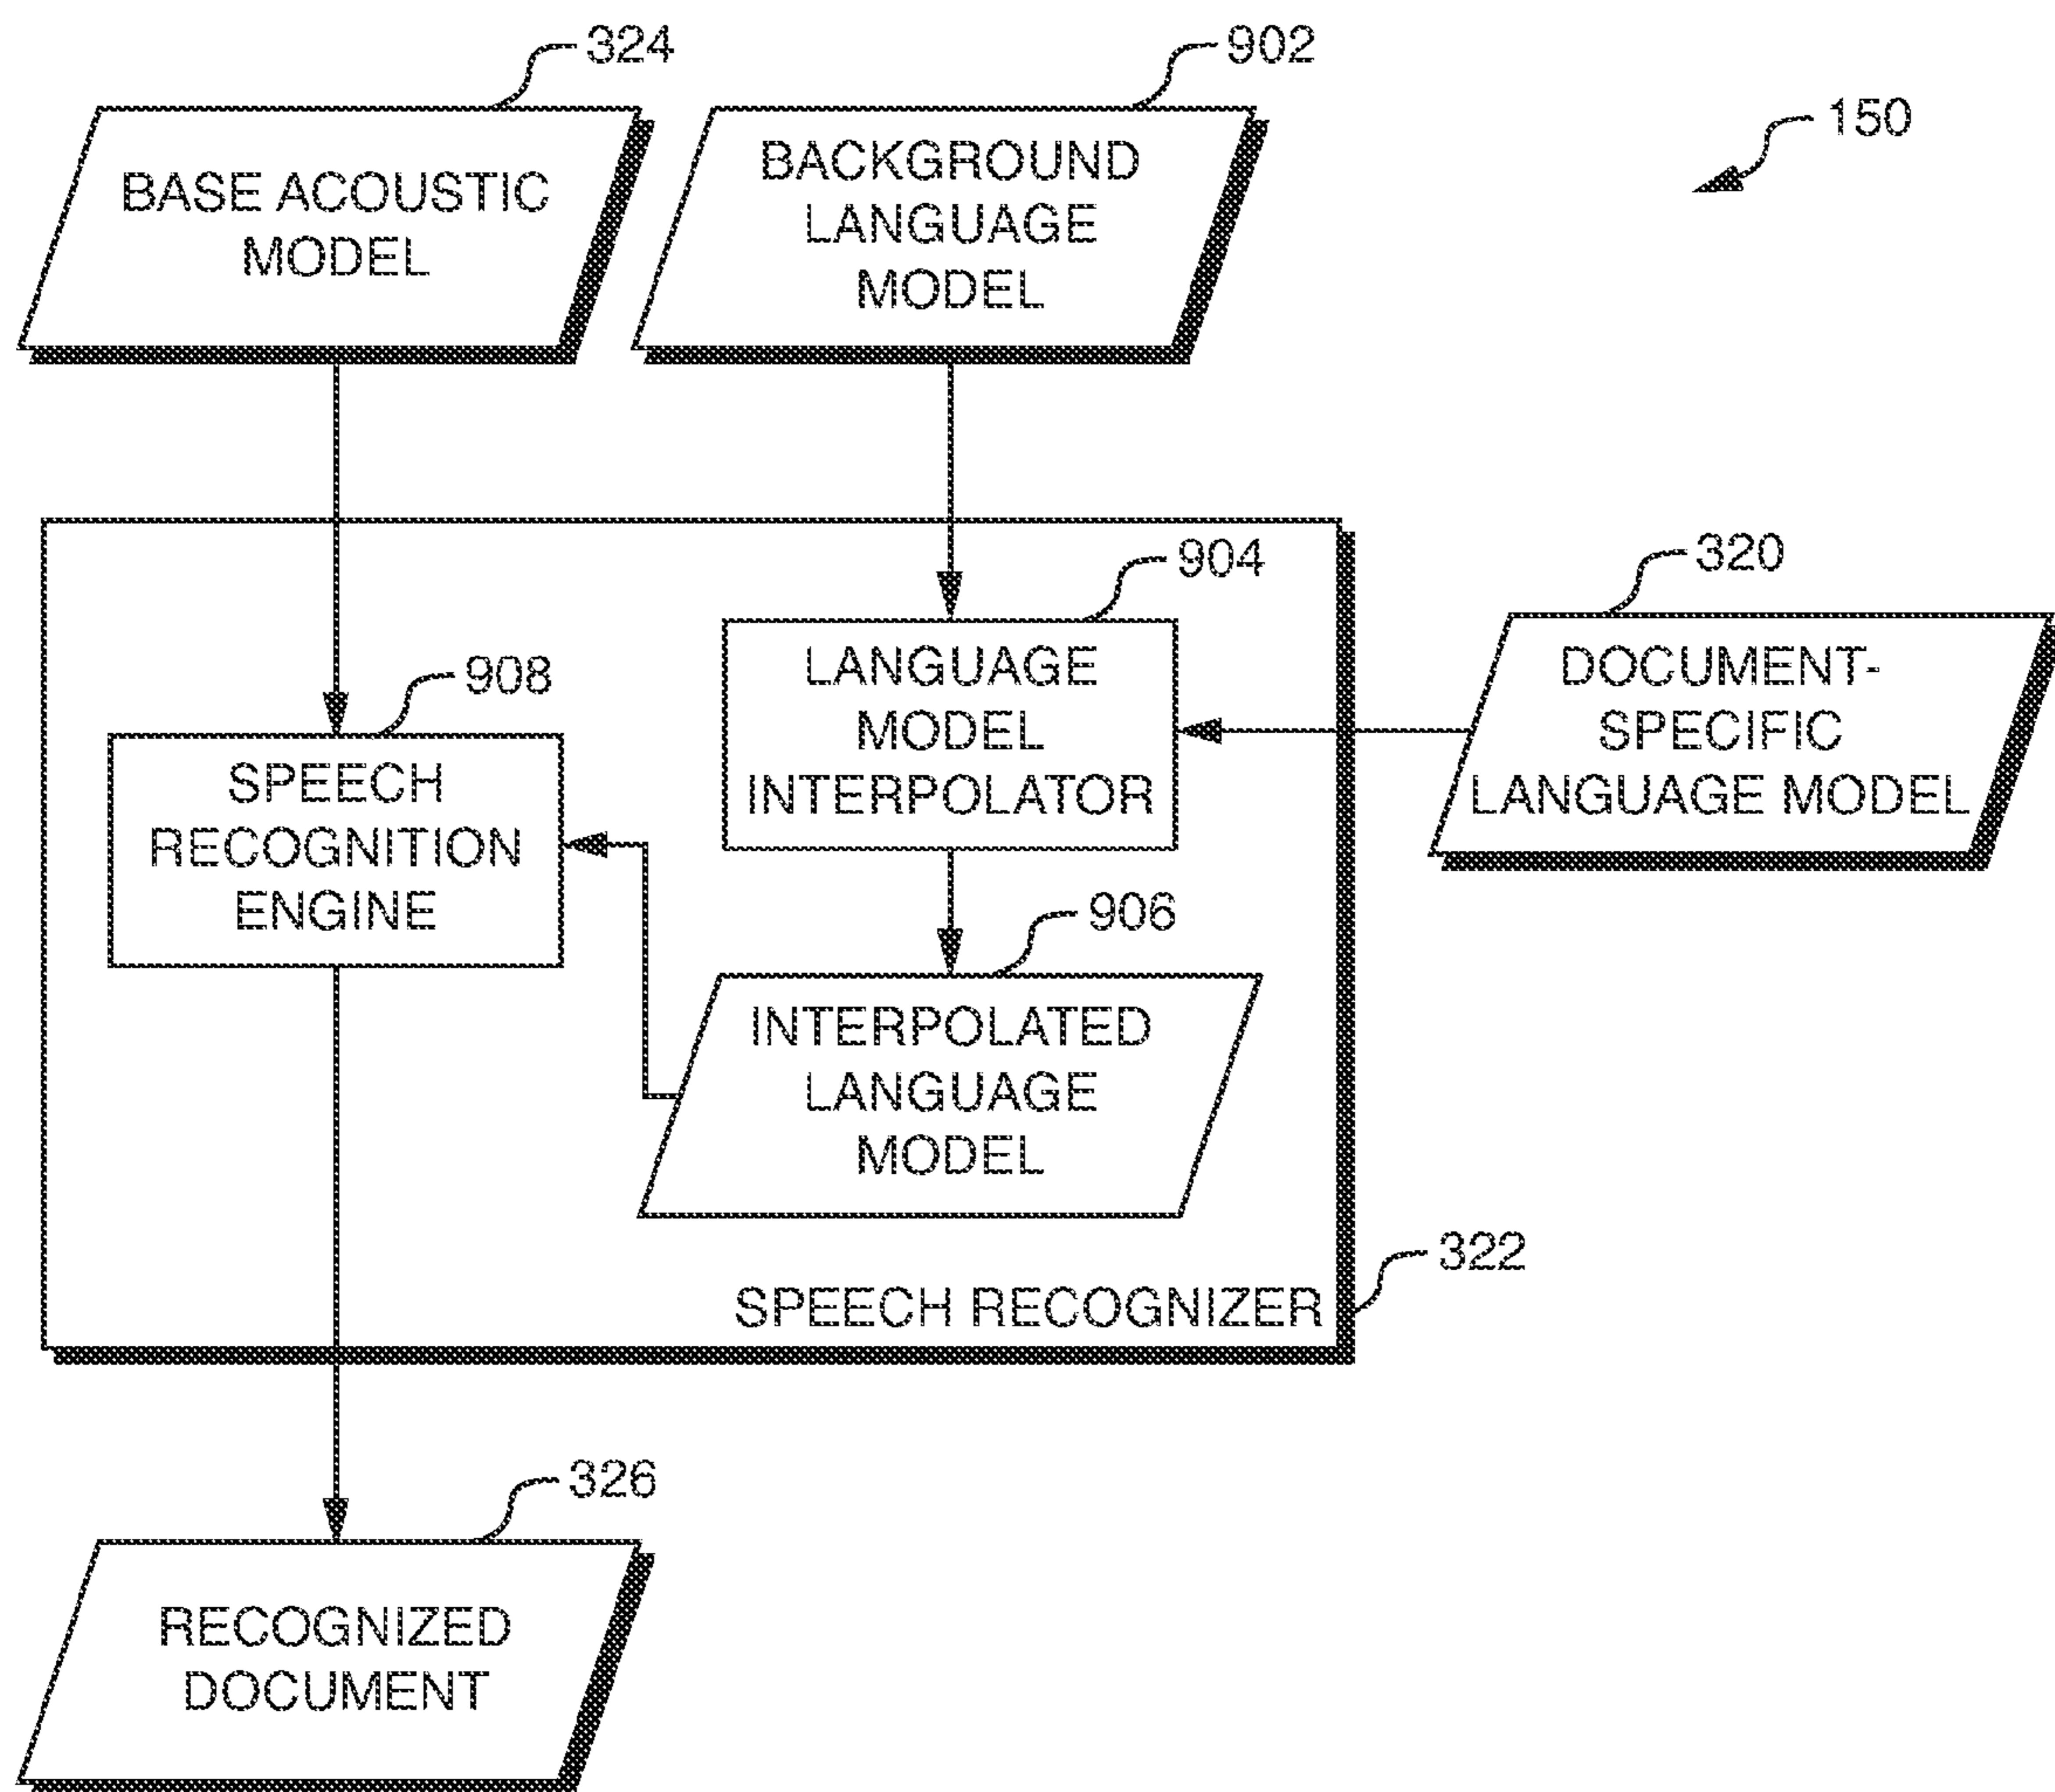 324
902
150
BASE ACOUSTIC
MODEL
BACKGROUND
LANGUAGE
MODEL
904
320
908
LANGUAGE
MODEL
INTERPOLATOR
DOCUMENT-
SPECIFIC
LANGUAGE MODEL
SPEECH
RECOGNITION
ENGINE
906
INTERPOLATED
LANGUAGE
MODEL
322
SPEECH RECOGNIZER
326
RECOGNIZED
DOCUMENT